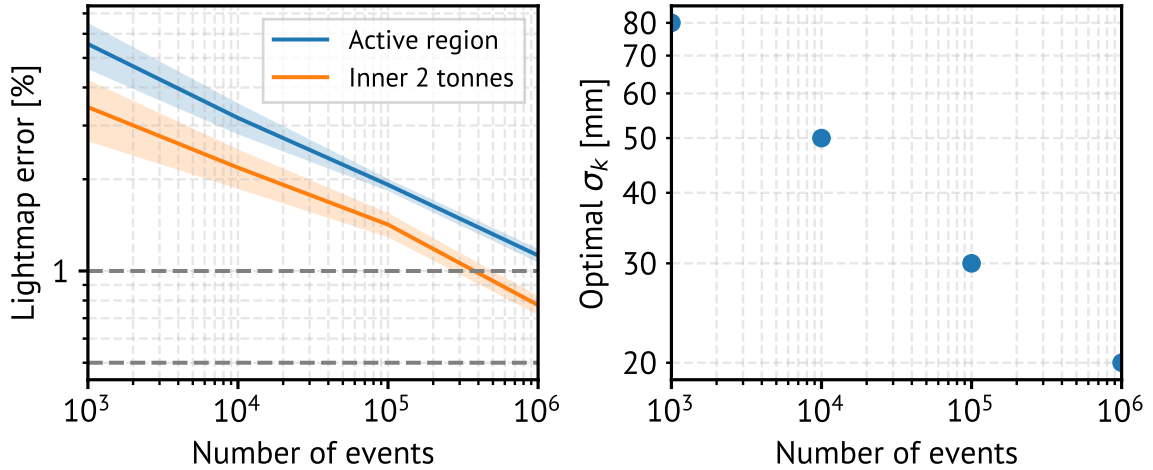 Lightmap error [%]
1
10³ 10⁴ 10⁵ 10⁶
Number of events
Active region
Inner 2 tonnes
Optimal σₖ [mm]
80
70
60
50
40
30
20
10³ 10⁴ 10⁵ 10⁶
Number of events